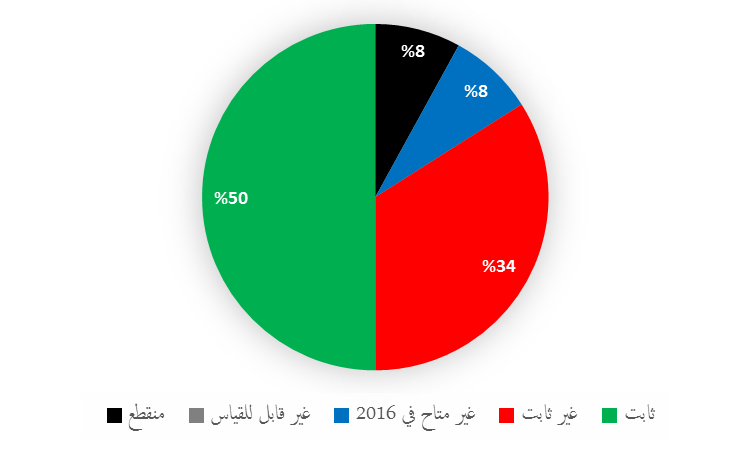 %8
%8
%50
%34
ثابت غير ثابت غير متاح في 2016 غير قابل للقياس منقطع